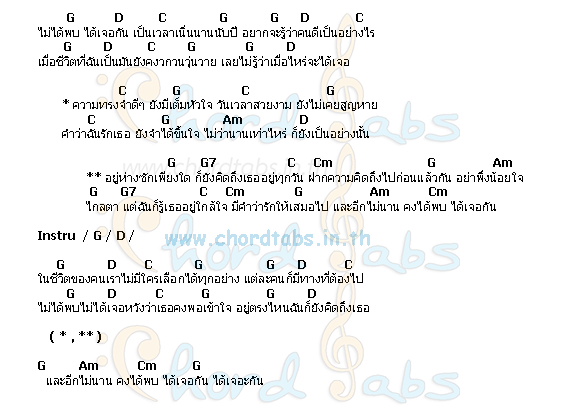 G D C G G D C
ไม่ได้พบ ได้เจอกัน เป็นเวลาเนิ่นนานนับปี อยากจะรู้ว่าคนดีเป็นอย่างไร
G D C G G D
เมื่อชีวิตที่ฉันเป็นมันยังคงวกวนวุ่นวาย เลยไม่รู้ว่าเมื่อไหร่จะได้เจอ
C G C G
* ความทรงจำดีๆ ยังมีเต็มหัวใจ วันเวลาสวยงาม ยังไม่เคยสูญหาย
C G Am D
คำว่าฉันรักเธอ ยังจำได้ขึ้นใจ ไม่ว่านานเท่าไหร่ ก็ยังเป็นอย่างนั้น
G G7 C Cm G Am
** อยู่ห่างซักเพียงใด ก็ยังคิดถึงเธออยู่ทุกวัน ฝากความคิดถึงไปก่อนแล้วกัน อย่าพึ่งน้อยใจ
G G7 C Cm G Am Cm
ไกลตา แต่ฉันก็รู้เธออยู่ใกล้ใจ มีคำว่ารักให้เสมอไป และอีกไม่นาน คงได้พบ ได้เจอกัน
Instru / G / D /
www.chordtabs.in.th
G D C G G D C
ในชีวิตของคนเราไม่มีใครเลือกได้ทุกอย่าง แต่ละคนก็มีทางที่ต้องไป
G D C G G D
ไม่ได้พบไม่ได้เจอหวังว่าเธอคงพอเข้าใจ อยู่ตรงไหนฉันก็ยังคิดถึงเธอ
( * , ** )
G Am Cm G
และอีกไม่นาน คงได้พบ ได้เจอกัน ได้เจอะกัน